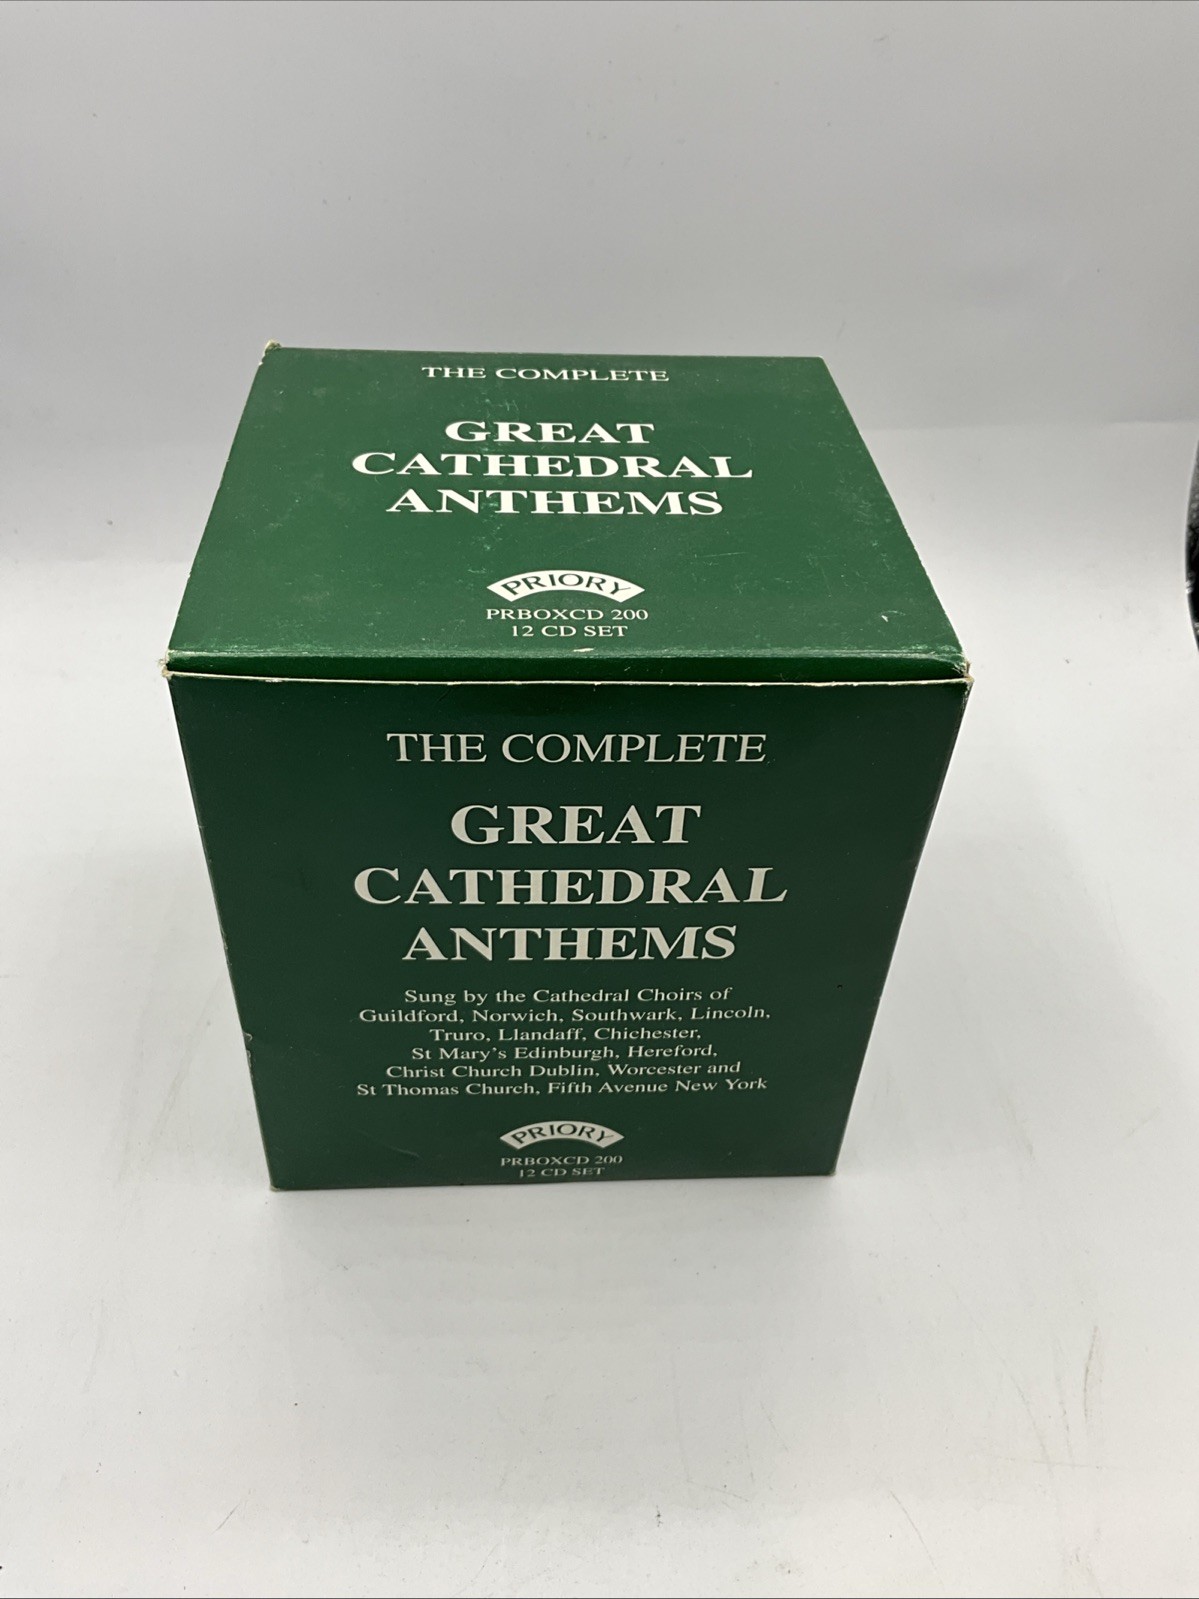 THE COMPLETE
GREAT
CATHEDRAL
ANTHEMS
PRIORY
PRBOXCD 200
12 CD SET
THE COMPLETE
GREAT
CATHEDRAL
ANTHEMS
Sung by the Cathedral Choirs of
Guildford, Norwich, Southwark, Lincoln,
Truro, Llandaff, Chichester,
St Mary's Edinburgh, Hereford,
Christ Church Dublin, Worcester and
St Thomas Church, Fifth Avenue New York
PRIORY
PRBOXCD 200
12 CD SET